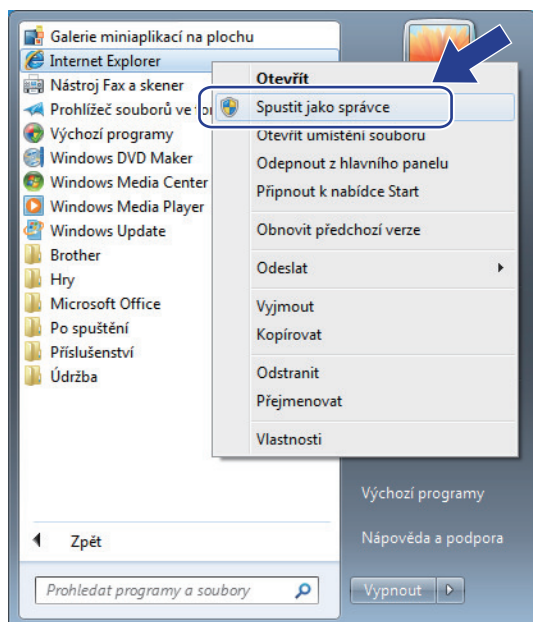 Galerie miniaplikací na plochu
Internet Explorer
Nástroj Fax a skener
Prohlížeč souborů ve
Výchozí programy
Windows DVD Maker
Windows Media Center
Windows Media Player
Windows Update
Brother
Hry
Microsoft Office
Po spuštění
Příslušenství
Údržba
Zpět
Prohledat programy a soubory
Otevřít
Spustit jako správce
Otevřít umístění souboru
Odepnout z hlavního panelu
Připnout k nabídce Start
Obnovit předchozí verze
Odeslat
Vyjmout
Kopírovat
Odstranit
Přejmenovat
Vlastnosti
Výchozí programy
Nápověda a podpora
Vypnout